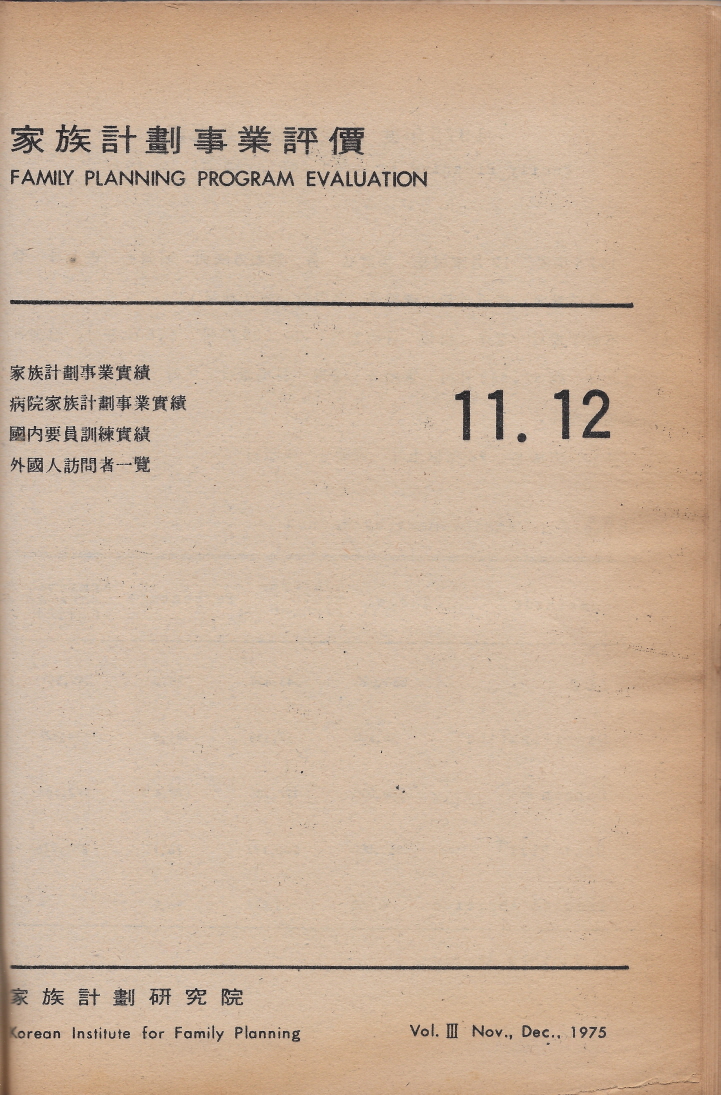 家族計劃事業評價
FAMILY PLANNING PROGRAM EVALUATION
家族計劃事業實績
病院家族計劃事業實績
國內要員訓練實績
外國人訪問者一覽
11. 12
家族計劃硏究院
Korean Institute for Family Planning
Vol. Ⅲ Nov., Dec., 1975